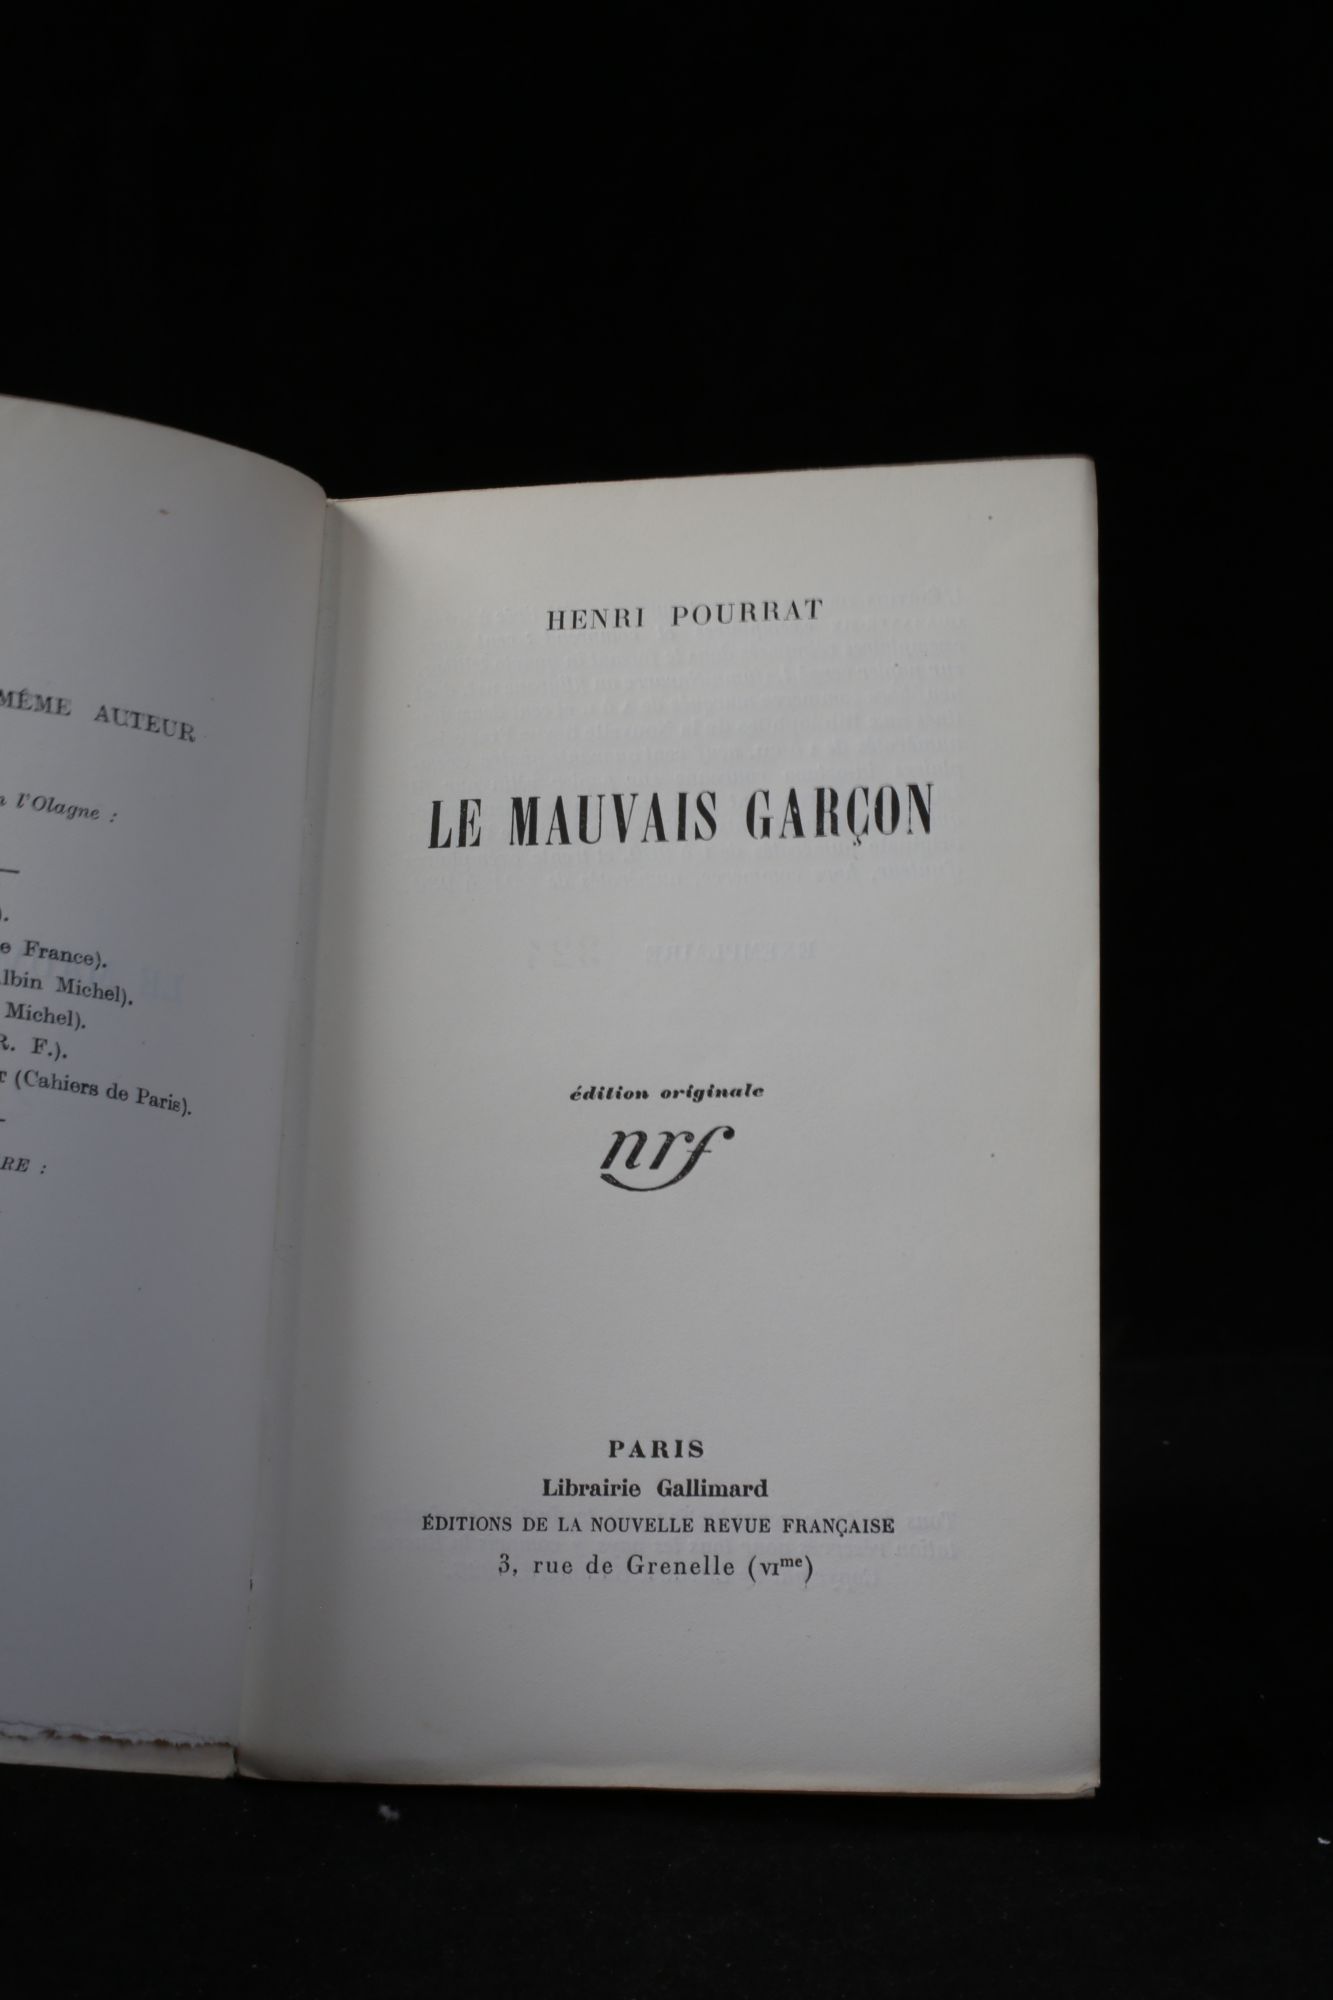 MÊME AUTEUR
l'Olagne :
).
e France).
lbin Michel).
Michel).
R. F.).
r (Cahiers de Paris).
RE :
HENRI POURRAT
LE MAUVAIS GARÇON
édition originale
nrf
PARIS
Librairie Gallimard
ÉDITIONS DE LA NOUVELLE REVUE FRANÇAISE
3, rue de Grenelle (VIme)